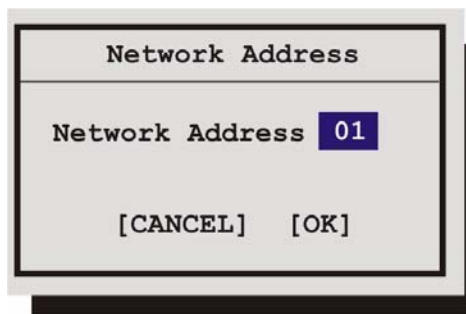 Network Address
Network Address 01
[CANCEL] [OK]